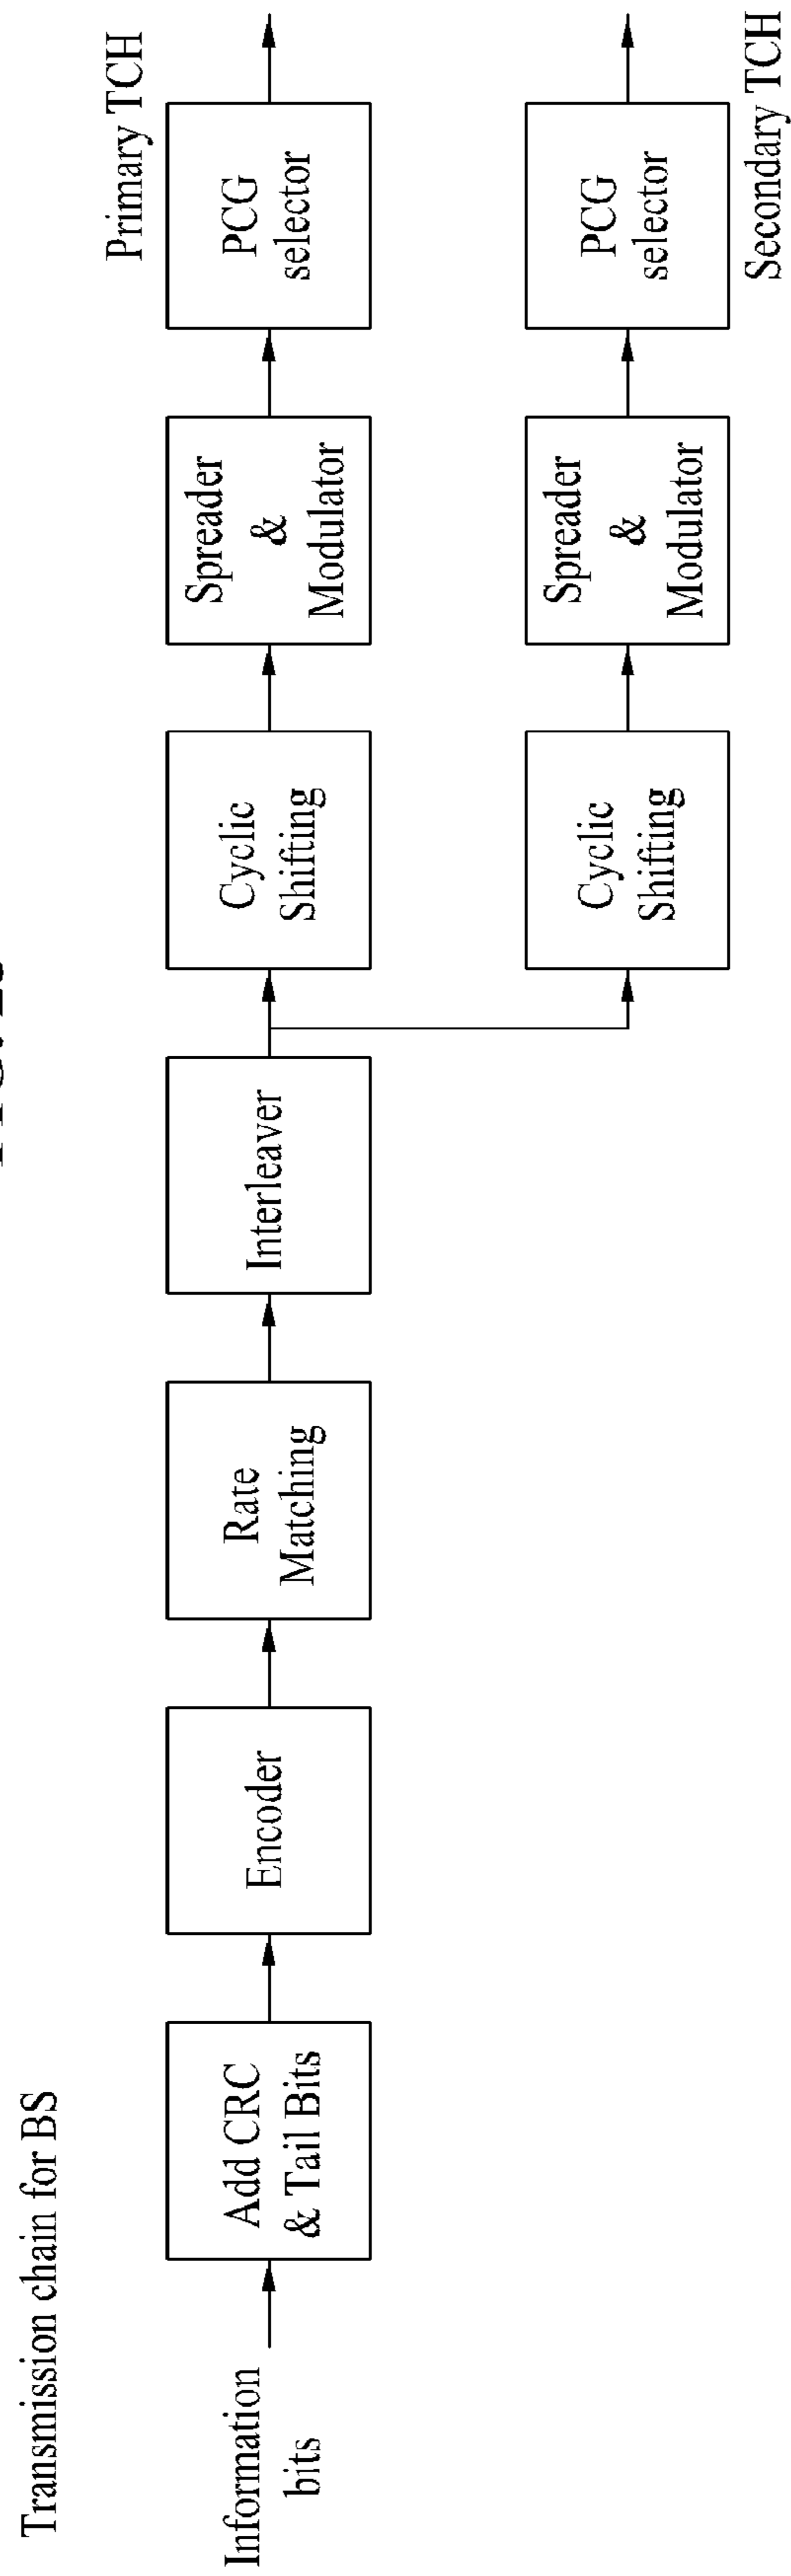 Transmission chain for BS
Information
bits
Add CRC
& Tail Bits
Encoder
Rate
Matching
Interleaver
Cyclic
Shifting
Spreader
&
Modulator
PCG
selector
Primary TCH
Cyclic
Shifting
Spreader
&
Modulator
PCG
selector
Secondary TCH